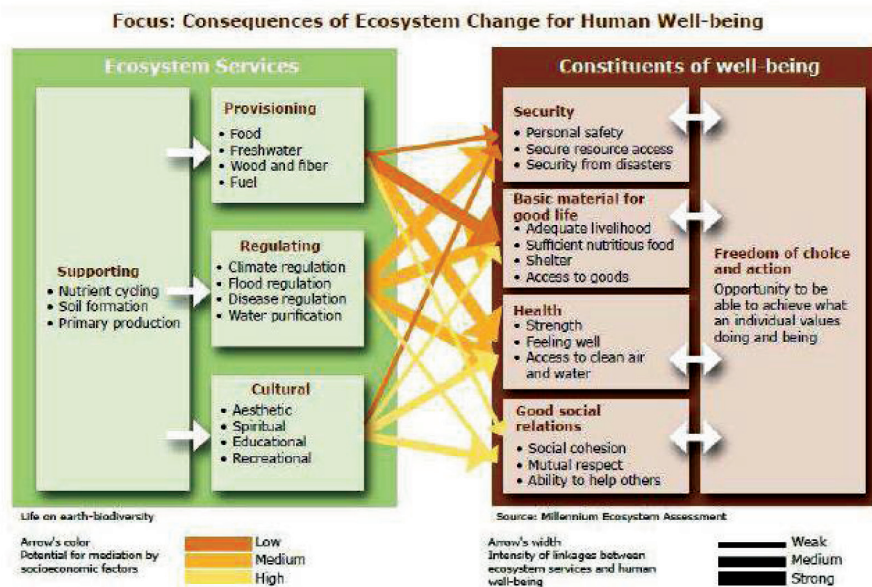 Focus: Consequences of Ecosystem Change for Human Well-being
Ecosystem Services
Supporting
• Nutrient cycling
• Soil formation
• Primary production
Provisioning
• Food
• Freshwater
• Wood and fiber
• Fuel
Regulating
• Climate regulation
• Flood regulation
• Disease regulation
• Water purification
Cultural
• Aesthetic
• Spiritual
• Educational
• Recreational
Constituents of well-being
Security
• Personal safety
• Secure resource access
• Security from disasters
Basic material for
good life
• Adequate livelihood
• Sufficient nutritious food
• Shelter
• Access to goods
Health
• Strength
• Feeling well
• Access to clean air
and water
Good social
relations
• Social cohesion
• Mutual respect
• Ability to help others
Freedom of choice
and action
Opportunity to be
able to achieve what
an individual values
doing and being
Life on earth-biodiversity
Source: Millennium Ecosystem Assessment
Arrow's color
Potential for mediation by
socioeconomic factors
Low
Medium
High
Arrow's width
Intensity of linkages between
ecosystem services and human
well-being
Weak
Medium
Strong